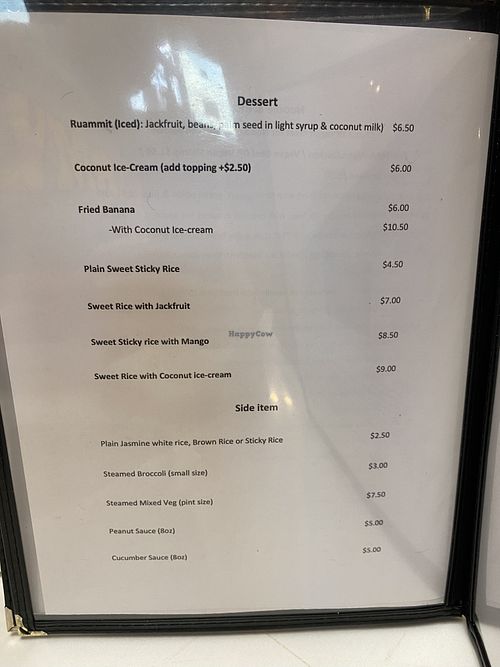 Dessert
Ruammit (Iced): Jackfruit, beans, palm seed in light syrup & coconut milk) $6.50
Coconut Ice-Cream (add topping +$2.50) $6.00
Fried Banana $6.00
-With Coconut Ice-cream $10.50
Plain Sweet Sticky Rice $4.50
Sweet Rice with Jackfruit $7.00
HappyCow
Sweet Sticky rice with Mango $8.50
Sweet Rice with Coconut ice-cream $9.00
Side item
Plain Jasmine white rice, Brown Rice or Sticky Rice $2.50
Steamed Broccoli (small size) $3.00
Steamed Mixed Veg (pint size) $7.50
Peanut Sauce (8oz) $5.00
Cucumber Sauce (8oz) $5.00